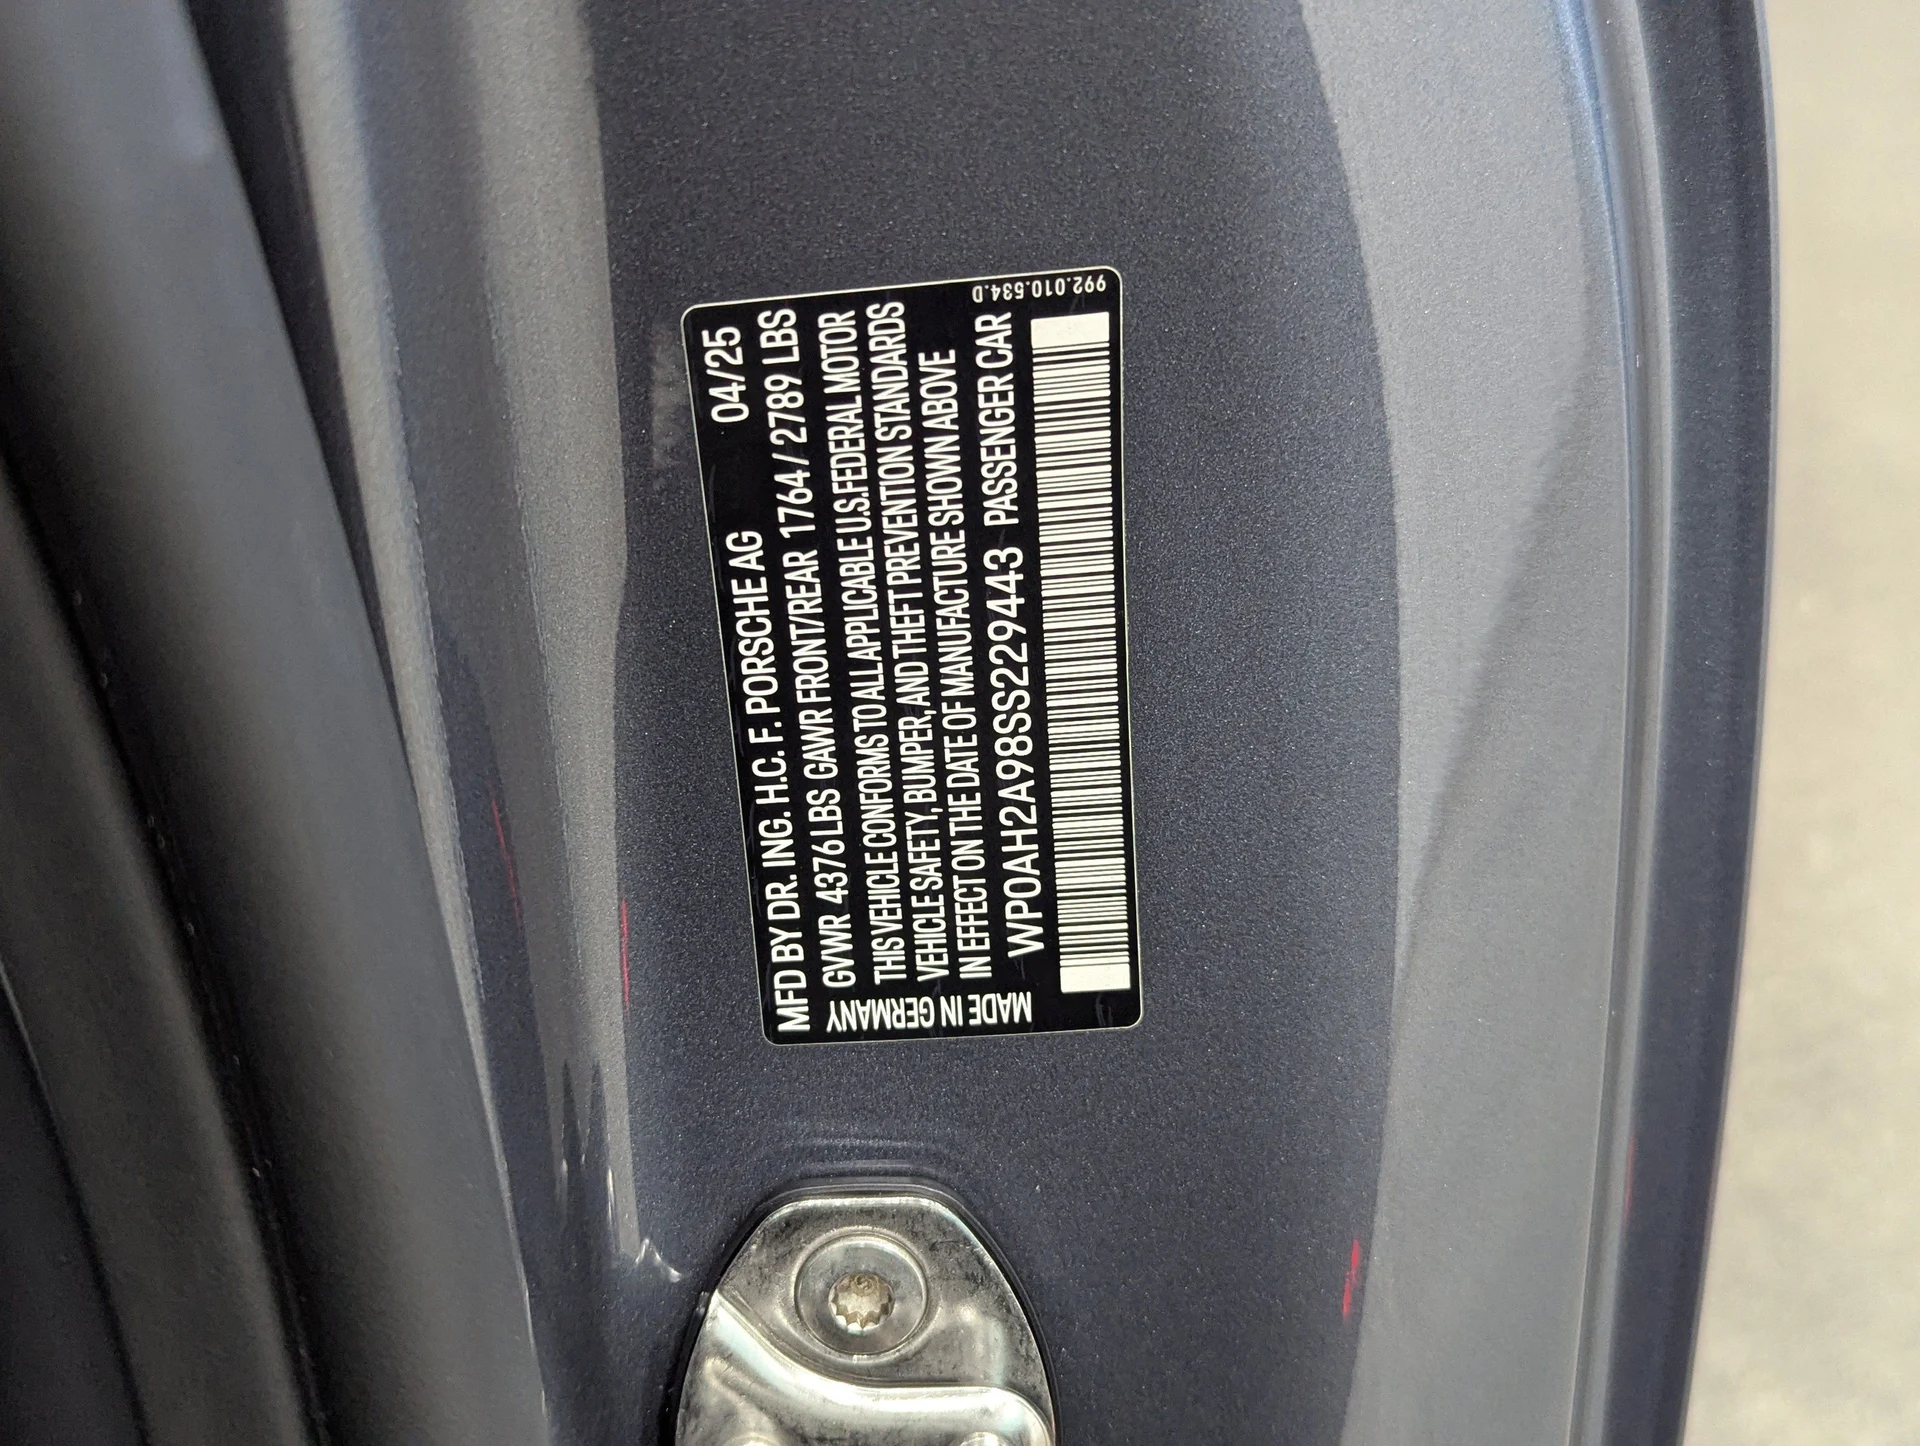 MFD BY DR. ING. H.C. F. PORSCHE AG 04/25
GVWR 4376 LBS GAWR FRONT/REAR 1764 / 2789 LBS
THIS VEHICLE CONFORMS TO ALL APPLICABLE U.S. FEDERAL MOTOR
VEHICLE SAFETY, BUMPER, AND THEFT PREVENTION STANDARDS
IN EFFECT ON THE DATE OF MANUFACTURE SHOWN ABOVE
WP0AH2A98SS229443 PASSENGER CAR
MADE IN GERMANY
992.010.534.D